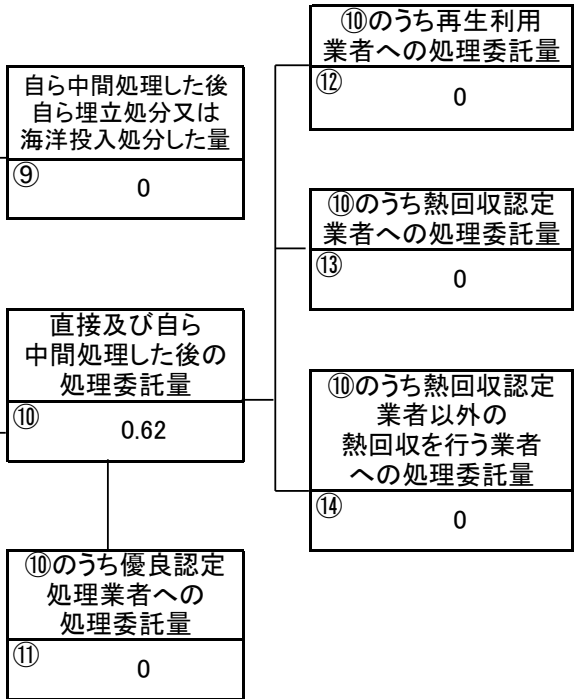 自ら中間処理した後
自ら埋立処分又は
海洋投入処分した量
⑨
0
直接及び自ら
中間処理した後の
処理委託量
⑩
0.62
⑩のうち優良認定
処理業者への
処理委託量
⑪
0
⑩のうち再生利用
業者への処理委託量
⑫
0
⑩のうち熱回収認定
業者への処理委託量
⑬
0
⑩のうち熱回収認定
業者以外の
熱回収を行う業者
への処理委託量
⑭
0